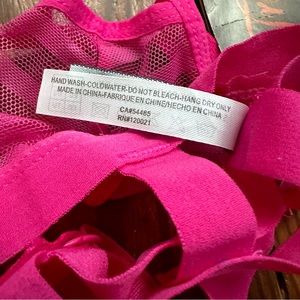 HAND WASH-COLDWATER-DO NOT BLEACH-HANG DRY ONLY
MADE IN CHINA-FABRIQUE EN CHINE/HECHO EN CHINA
CA#54465
RN#120021